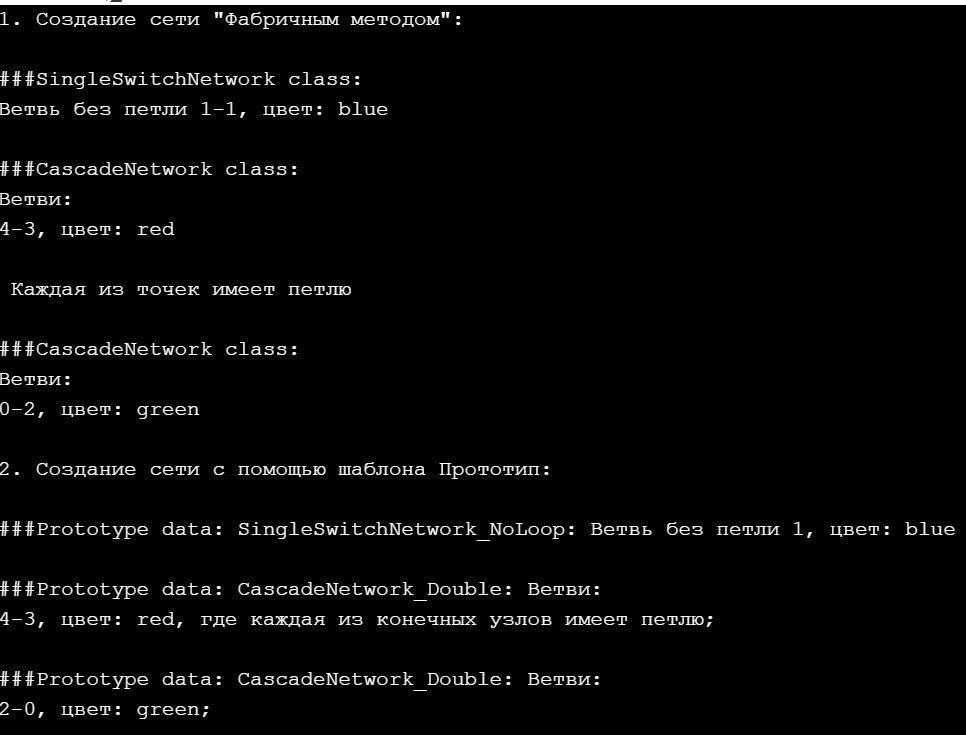 1. Создание сети "Фабричным методом":
###SingleSwitchNetwork class:
Ветвь без петли 1-1, цвет: blue
###CascadeNetwork class:
Ветви:
4-3, цвет: red
Каждая из точек имеет петлю
###CascadeNetwork class:
Ветви:
0-2, цвет: green
2. Создание сети с помощью шаблона Прототип:
###Prototype data: SingleSwitchNetwork_NoLoop: Ветвь без петли 1, цвет: blue
###Prototype data: CascadeNetwork_Double: Ветви:
4-3, цвет: red, где каждая из конечных узлов имеет петлю;
###Prototype data: CascadeNetwork_Double: Ветви:
2-0, цвет: green;